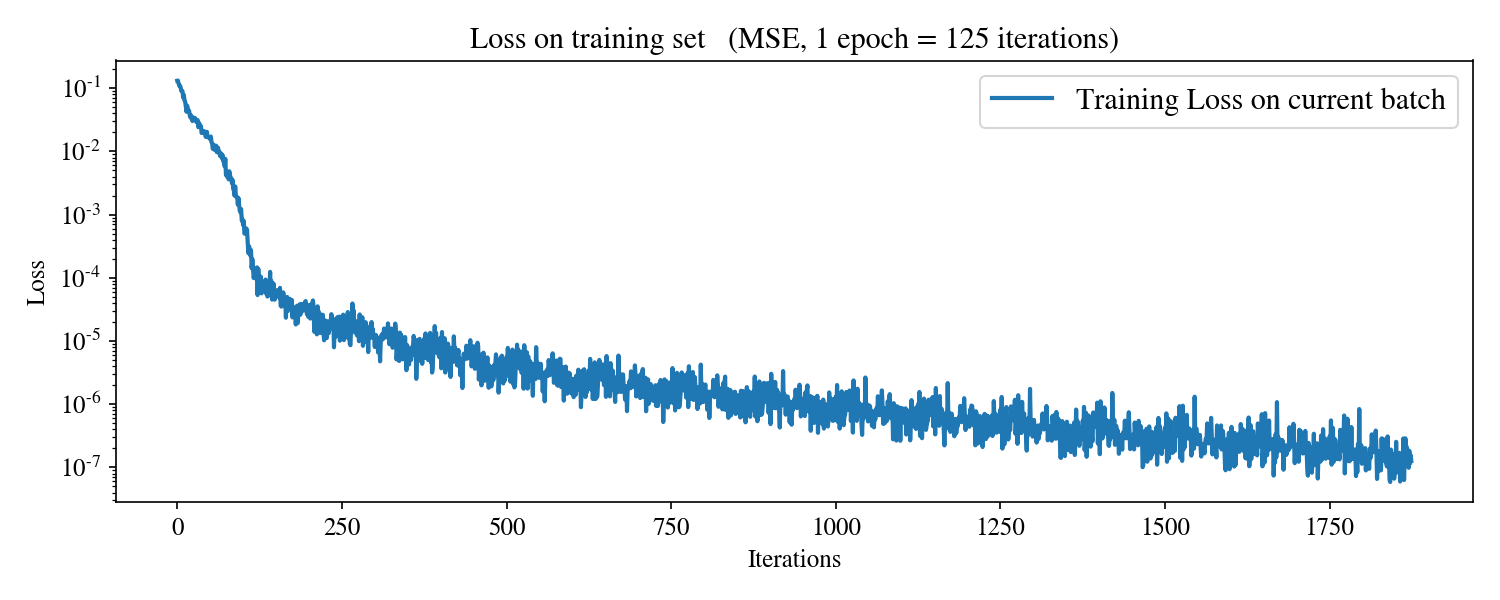 Loss on training set (MSE, 1 epoch = 125 iterations)
Training Loss on current batch
Loss
10^-1
10^-2
10^-3
10^-4
10^-5
10^-6
10^-7
0 250 500 750 1000 1250 1500 1750
Iterations